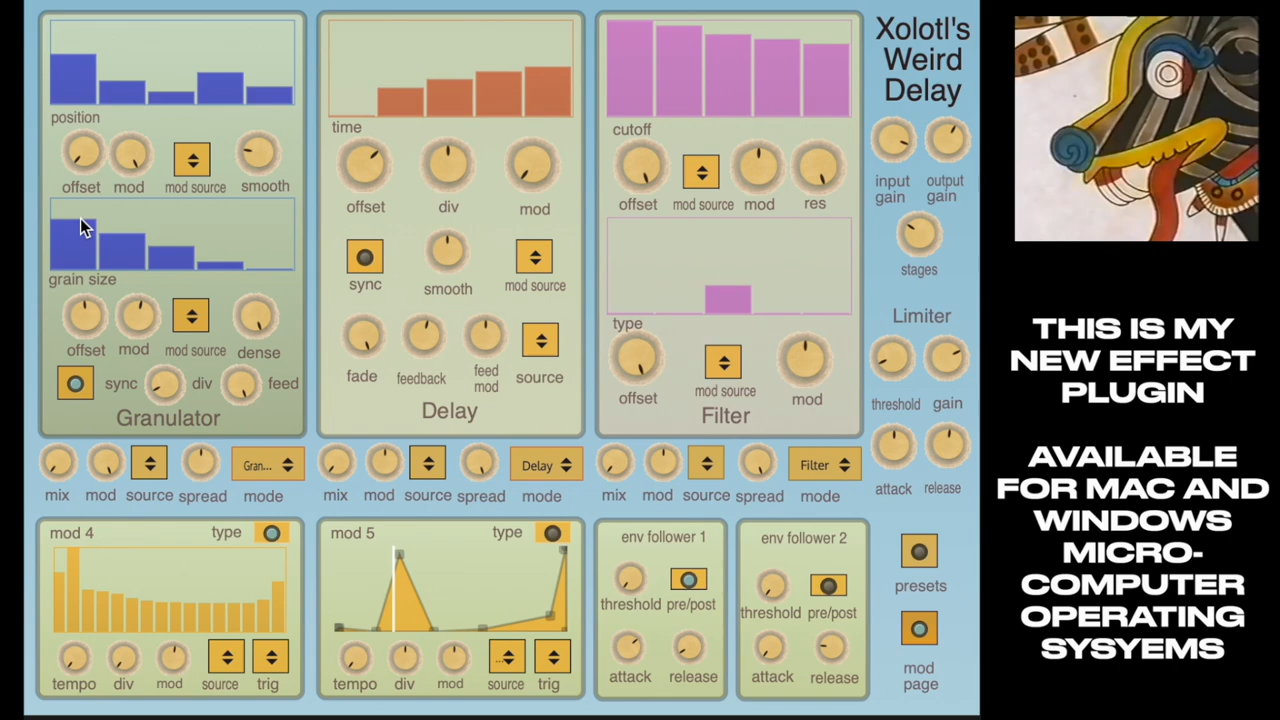 Xolotl's
Weird
Delay
position
offset mod mod source smooth
grain size
offset mod mod source dense
sync div feed
Granulator
time
offset div mod
sync smooth mod source
fade feedback feed mod source
Delay
cutoff
offset mod source mod res
type
offset mod source mod
Filter
input gain output gain
stages
Limiter
threshold gain
attack release
mix mod source spread Gran... mode
mix mod source spread Delay mode
mix mod source spread Filter mode
mod 4 type
tempo div mod source trig
mod 5 type
...
tempo div mod source trig
env follower 1
threshold pre/post
attack release
env follower 2
threshold pre/post
attack release
presets
mod
page
THIS IS MY
NEW EFFECT
PLUGIN
AVAILABLE
FOR MAC AND
WINDOWS
MICRO-
COMPUTER
OPERATING
SYSYEMS